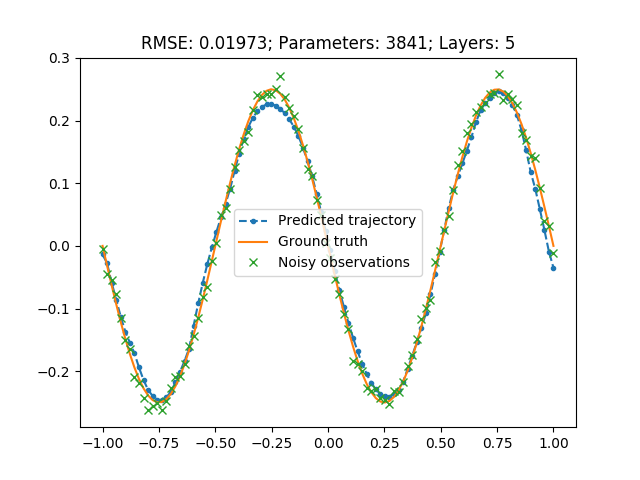 RMSE: 0.01973; Parameters: 3841; Layers: 5
0.3
0.2
0.1
0.0
−0.1
−0.2
Predicted trajectory
Ground truth
Noisy observations
−1.00 −0.75 −0.50 −0.25 0.00 0.25 0.50 0.75 1.00